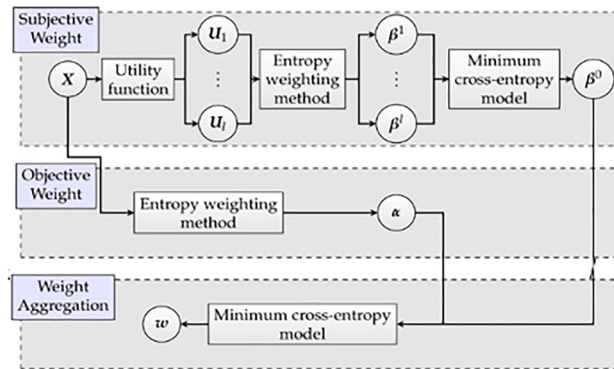 Subjective
Weight
X
Utility
function
U1
⋮
Ul
Entropy
weighting
method
β1
⋮
βl
Minimum
cross-entropy
model
β0
Objective
Weight
Entropy weighting
method
α
Weight
Aggregation
w
Minimum cross-entropy
model